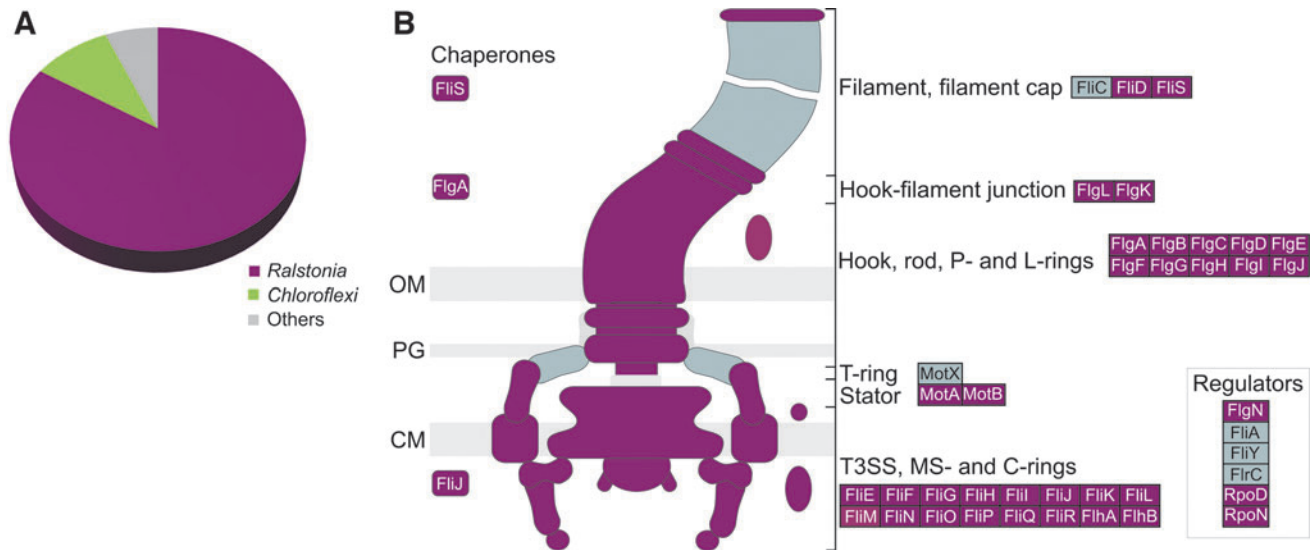 A
Ralstonia
Chloroflexi
Others
B
Chaperones
FliS
FlgA
OM
PG
CM
FliJ
Filament, filament cap FliC FliD FliS
Hook-filament junction FlgL FlgK
Hook, rod, P- and L-rings
FlgA FlgB FlgC FlgD FlgE
FlgF FlgG FlgH FlgI FlgJ
T-ring MotX
Stator MotA MotB
T3SS, MS- and C-rings
FliE FliF FliG FliH FliI FliJ FliK FliL
FliM FliN FliO FliP FliQ FliR FlhA FlhB
Regulators
FlgN
FliA
FliY
FlrC
RpoD
RpoN